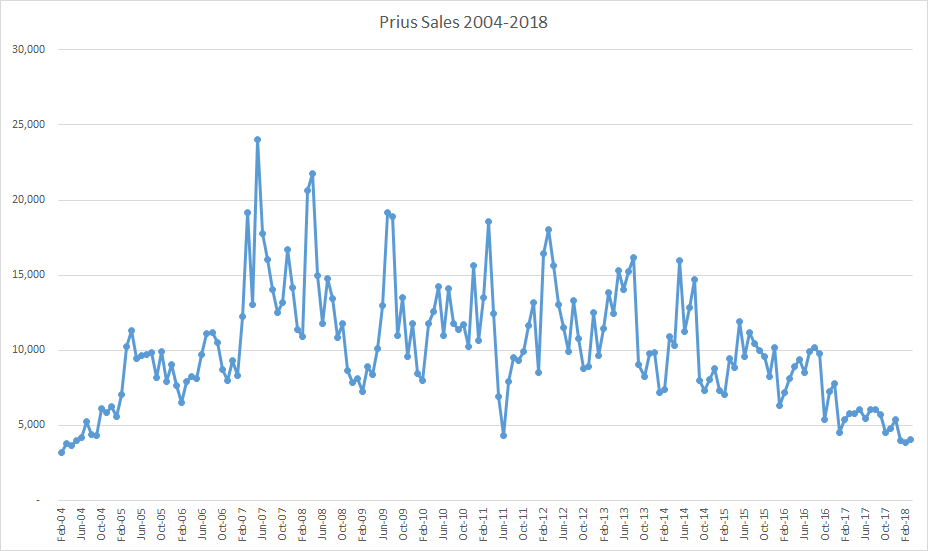 Prius Sales 2004-2018
30,000
25,000
20,000
15,000
10,000
5,000
-
Feb-04
Jun-04
Oct-04
Feb-05
Jun-05
Oct-05
Feb-06
Jun-06
Oct-06
Feb-07
Jun-07
Oct-07
Feb-08
Jun-08
Oct-08
Feb-09
Jun-09
Oct-09
Feb-10
Jun-10
Oct-10
Feb-11
Jun-11
Oct-11
Feb-12
Jun-12
Oct-12
Feb-13
Jun-13
Oct-13
Feb-14
Jun-14
Oct-14
Feb-15
Jun-15
Oct-15
Feb-16
Jun-16
Oct-16
Feb-17
Jun-17
Oct-17
Feb-18